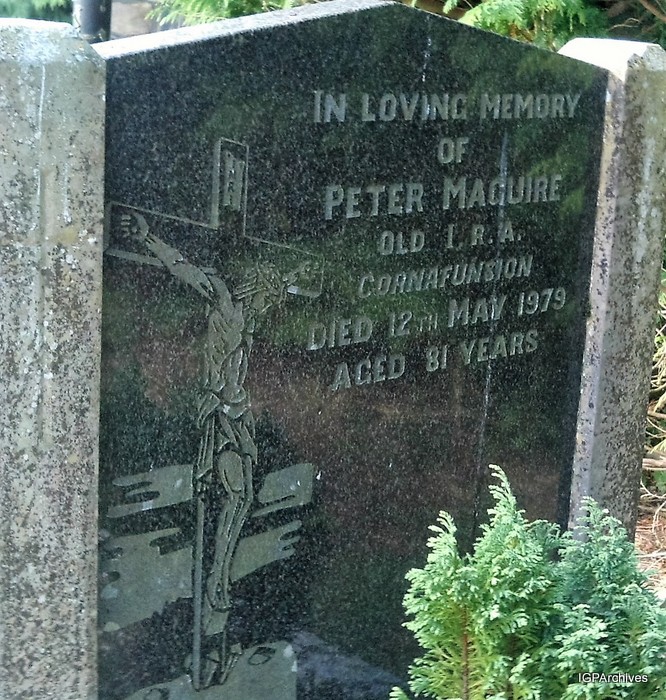 IN LOVING MEMORY
OF
PETER MAGUIRE
OLD I.R.A.
CORNAFUNSION
DIED 12TH MAY 1979
AGED 81 YEARS
INRI
IGPArchives